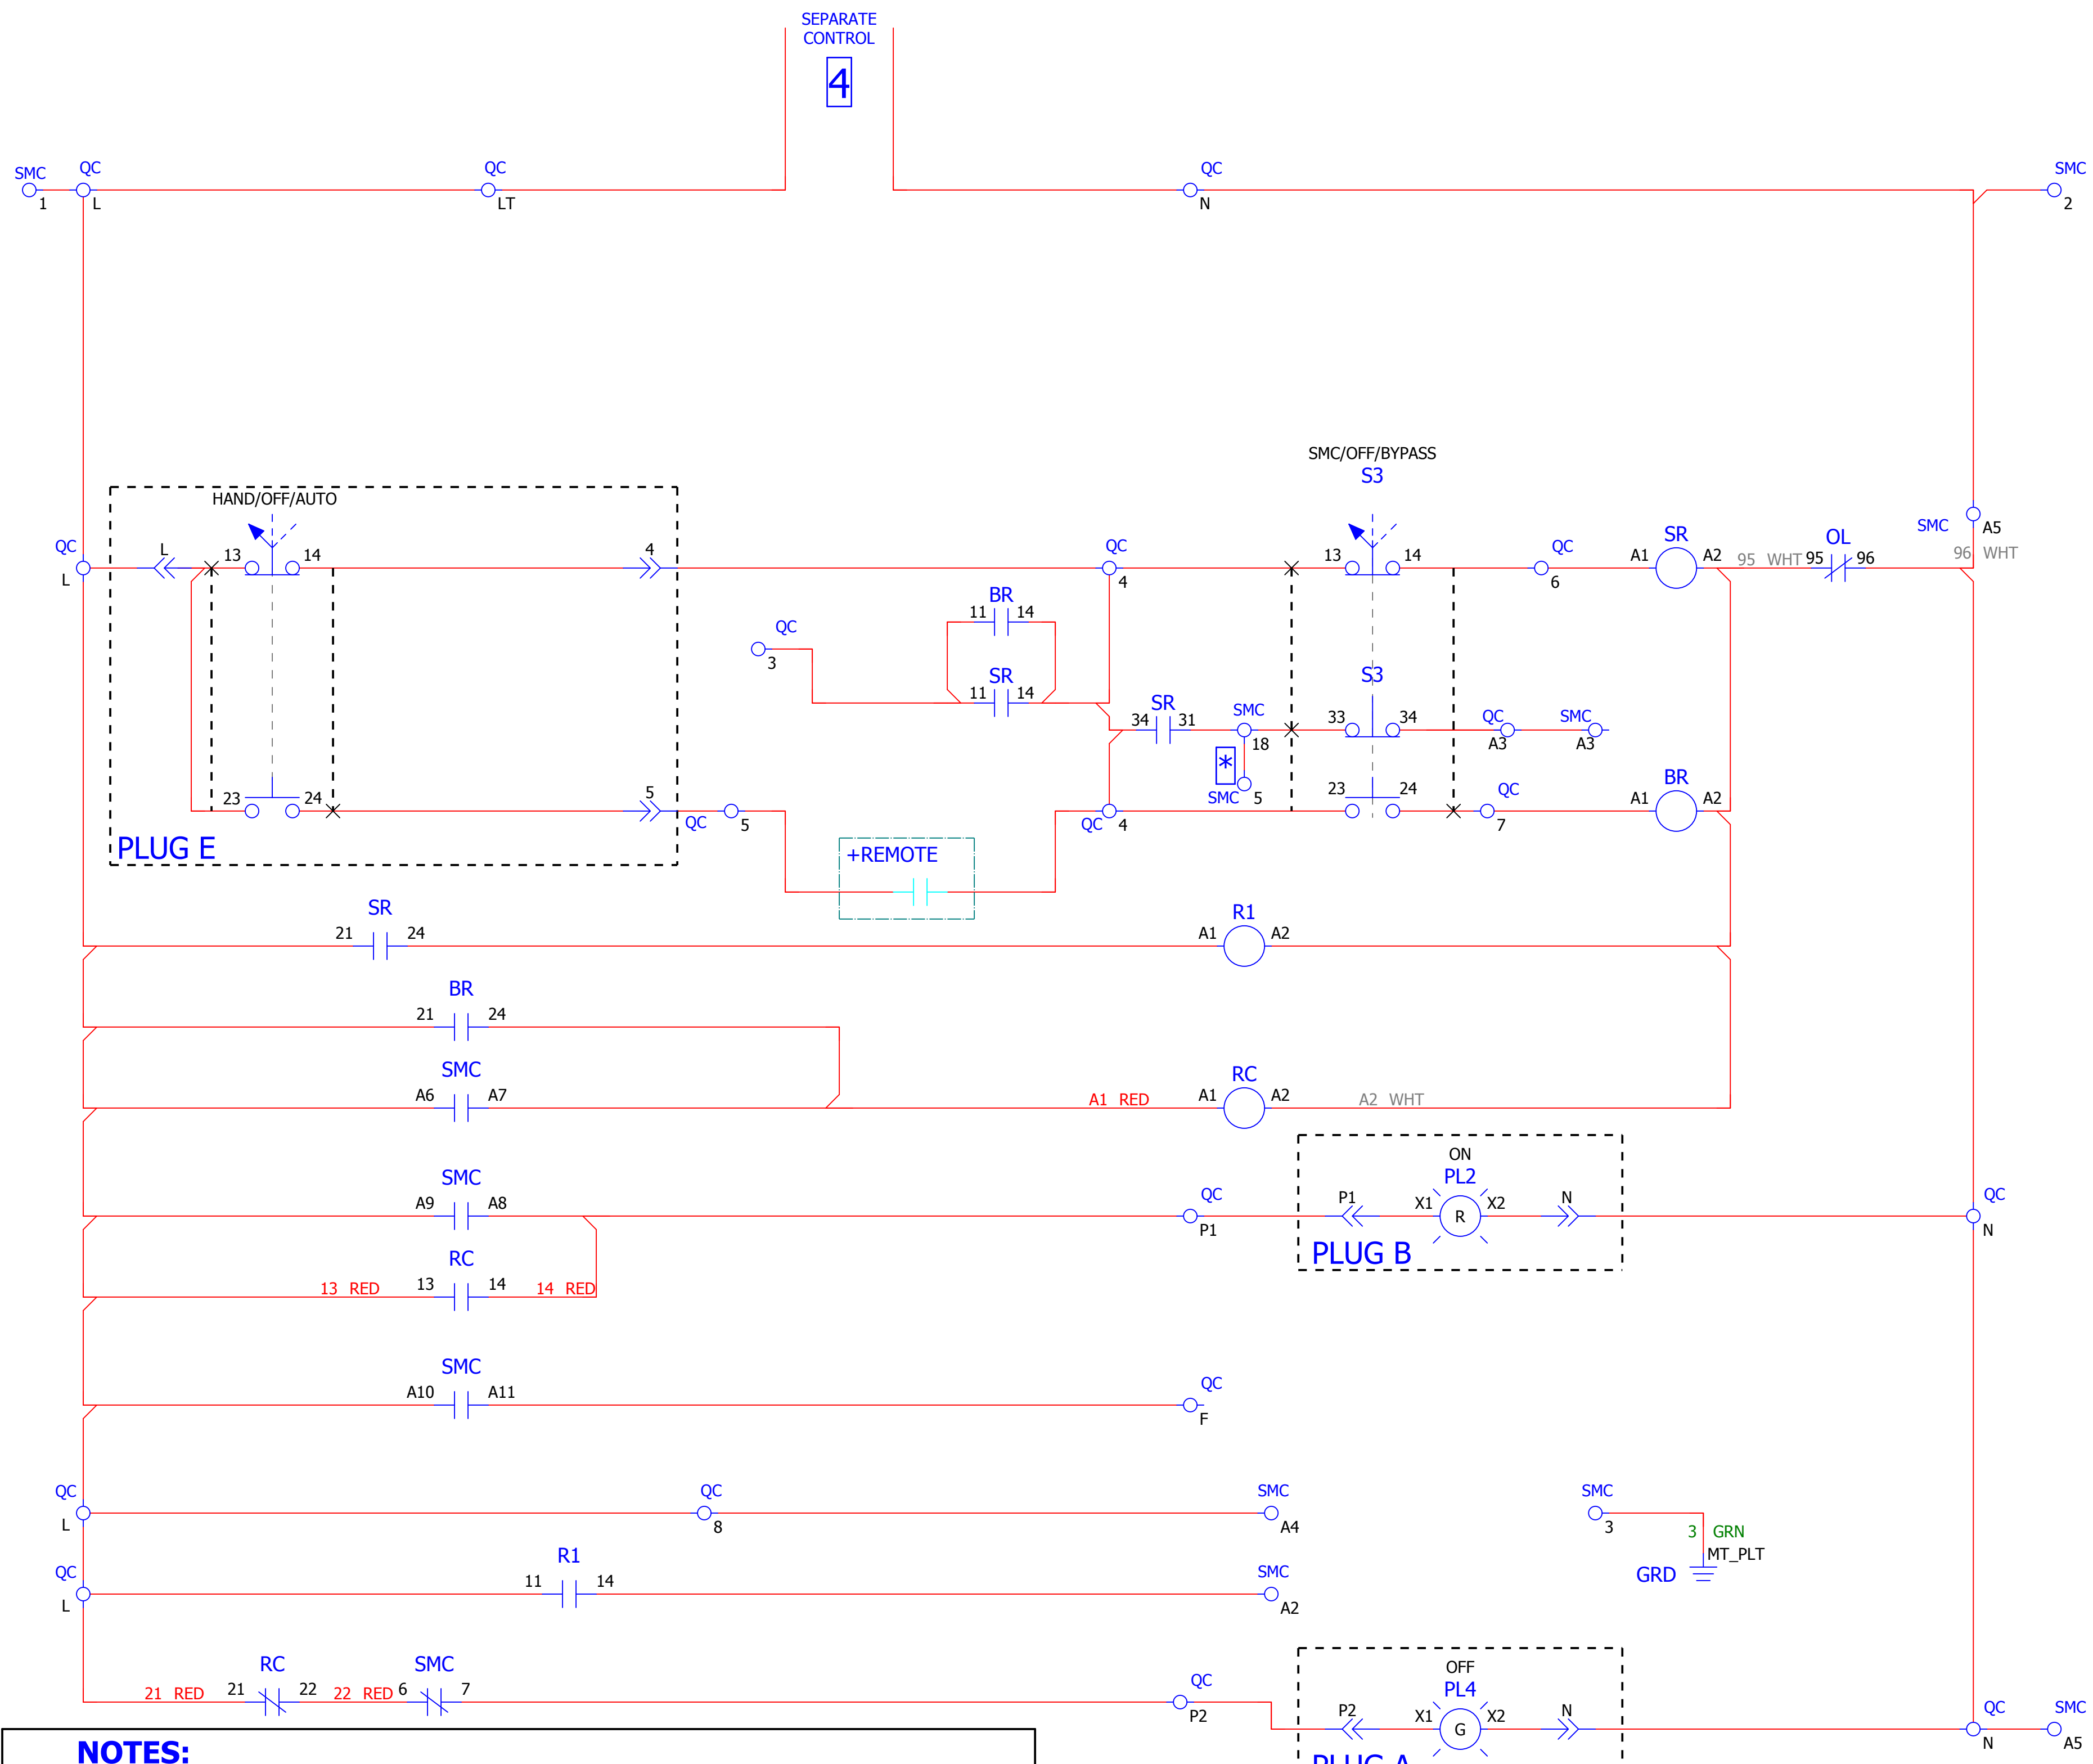 SEPARATE
CONTROL
4
SMC
QC
QC
QC
SMC
1
L
LT
N
2
SMC/OFF/BYPASS
S3
HAND/OFF/AUTO
SMC
A5
QC
L
L
13
14
4
QC
4
13
14
QC
6
SR
A1
A2
95 WHT
95
OL
96
96 WHT
BR
11
14
QC
3
SR
11
14
SR
34
31
SMC
18
S3
33
34
QC
A3
SMC
A3
*
SMC
5
23
24
5
QC
5
QC
4
23
24
QC
7
BR
A1
A2
PLUG E
+REMOTE
SR
21
24
R1
A1
A2
BR
21
24
SMC
A6
A7
A1 RED
RC
A1
A2
A2 WHT
SMC
A9
A8
QC
P1
ON
PL2
P1
X1
R
X2
N
PLUG B
QC
N
RC
13 RED
13
14
14 RED
SMC
A10
A11
QC
F
QC
L
QC
8
SMC
A4
SMC
3
3 GRN
MT_PLT
GRD
QC
L
R1
11
14
SMC
A2
RC
21 RED
21
22
22 RED
SMC
6
7
QC
P2
OFF
PL4
P2
X1
G
X2
N
PLUG A
QC
N
SMC
A5
NOTES: